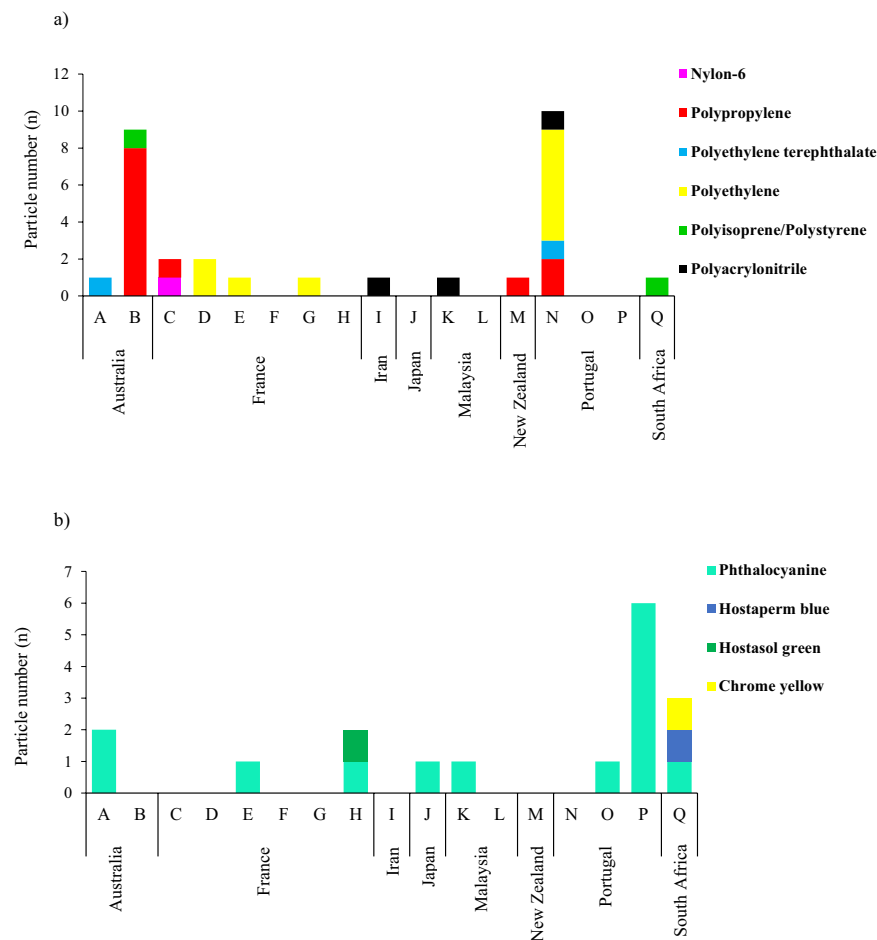 a)
Particle number (n)
12
10
8
6
4
2
0
A B C D E F G H I J K L M N O P Q
Australia
France
Iran
Japan
Malaysia
New Zealand
Portugal
South Africa
Nylon-6
Polypropylene
Polyethylene terephthalate
Polyethylene
Polyisoprene/Polystyrene
Polyacrylonitrile
b)
Particle number (n)
7
6
5
4
3
2
1
0
A B C D E F G H I J K L M N O P Q
Australia
France
Iran
Japan
Malaysia
New Zealand
Portugal
South Africa
Phthalocyanine
Hostaperm blue
Hostasol green
Chrome yellow